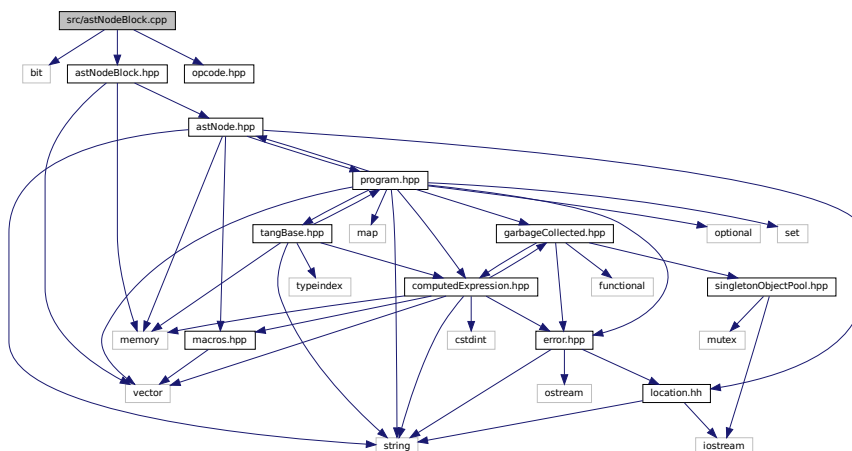 src/astNodeBlock.cpp
bit
astNodeBlock.hpp
opcode.hpp
astNode.hpp
program.hpp
tangBase.hpp
map
garbageCollected.hpp
optional
set
typeindex
computedExpression.hpp
functional
singletonObjectPool.hpp
memory
macros.hpp
cstdint
error.hpp
mutex
vector
ostream
location.hh
string
iostream